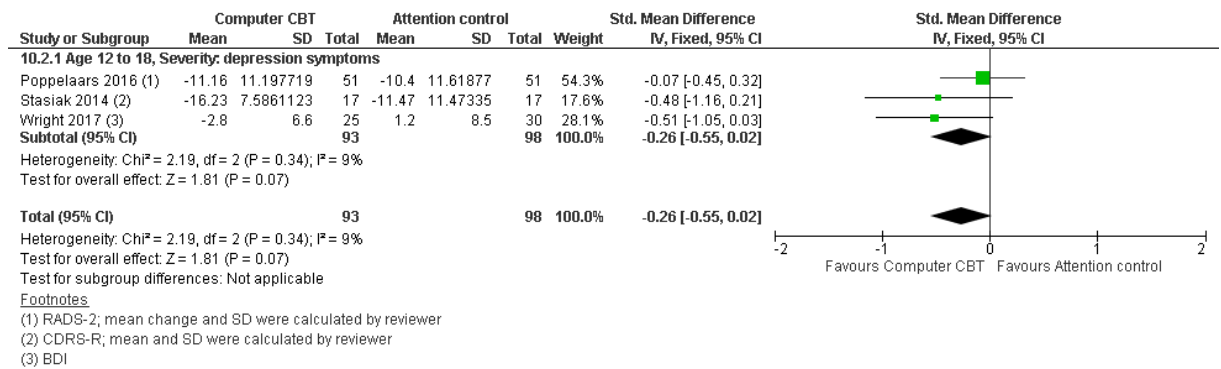 Computer CBT Attention control Std. Mean Difference Std. Mean Difference
Study or Subgroup Mean SD Total Mean SD Total Weight IV, Fixed, 95% CI IV, Fixed, 95% CI
10.2.1 Age 12 to 18, Severity: depression symptoms
Poppelaars 2016 (1) -11.16 11.197719 51 -10.4 11.61877 51 54.3% -0.07 [-0.45, 0.32]
Stasiak 2014 (2) -16.23 7.5861123 17 -11.47 11.47335 17 17.6% -0.48 [-1.16, 0.21]
Wright 2017 (3) -2.8 6.6 25 1.2 8.5 30 28.1% -0.51 [-1.05, 0.03]
Subtotal (95% CI) 93 98 100.0% -0.26 [-0.55, 0.02]
Heterogeneity: Chi² = 2.19, df = 2 (P = 0.34); I² = 9%
Test for overall effect: Z = 1.81 (P = 0.07)
Total (95% CI) 93 98 100.0% -0.26 [-0.55, 0.02]
Heterogeneity: Chi² = 2.19, df = 2 (P = 0.34); I² = 9%
Test for overall effect: Z = 1.81 (P = 0.07)
Test for subgroup differences: Not applicable
-2 -1 0 1 2
Favours Computer CBT Favours Attention control
Footnotes
(1) RADS-2; mean change and SD were calculated by reviewer
(2) CDRS-R; mean and SD were calculated by reviewer
(3) BDI